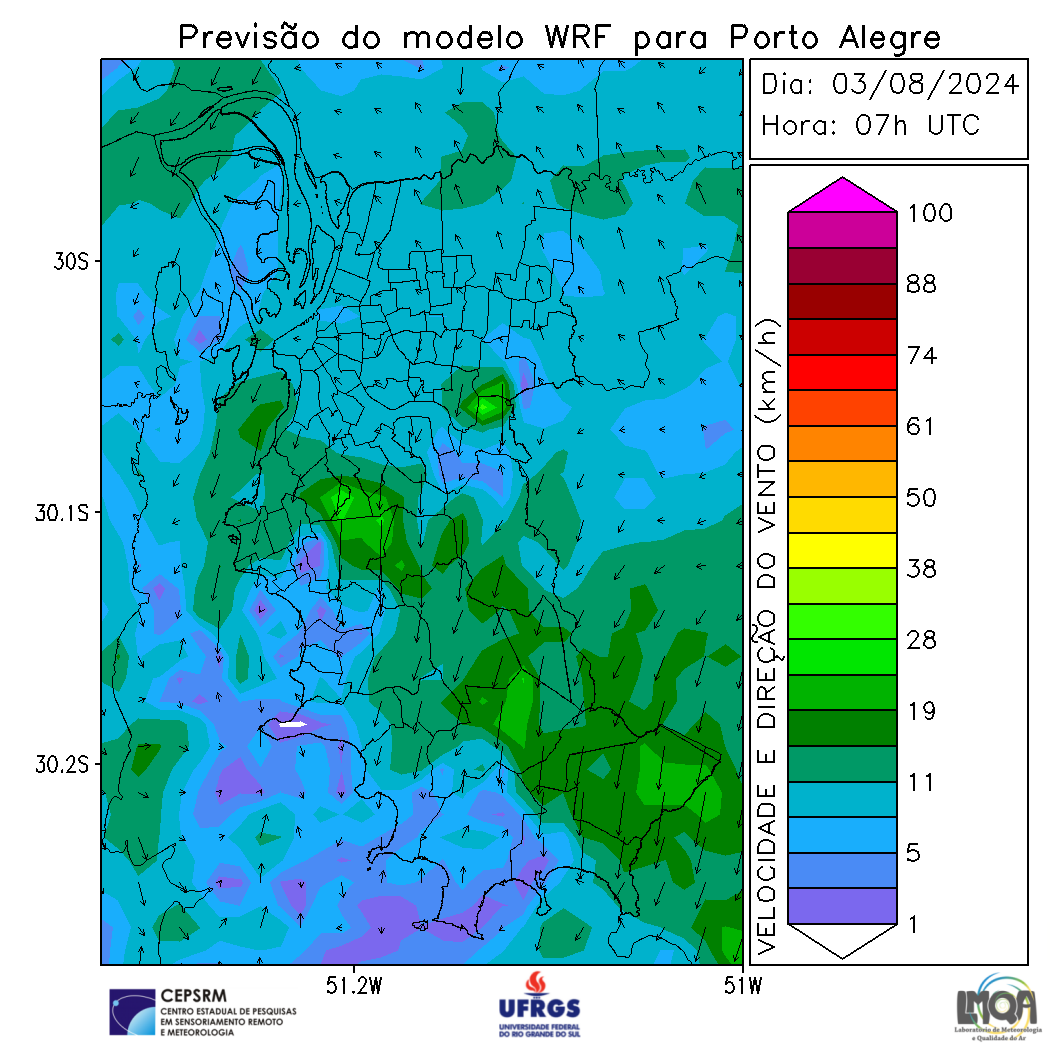 Previsão do modelo WRF para Porto Alegre
Dia: 03/08/2024
Hora: 07h UTC
30S
30.1S
30.2S
51.2W
51W
VELOCIDADE E DIREÇÃO DO VENTO (km/h)
100
88
74
61
50
38
28
19
11
5
1
CEPSRM
CENTRO ESTADUAL DE PESQUISAS
EM SENSORIAMENTO REMOTO
E METEOROLOGIA
UFRGS
UNIVERSIDADE FEDERAL
DO RIO GRANDE DO SUL
LMQA
Laboratório de Meteorologia
e Qualidade do Ar